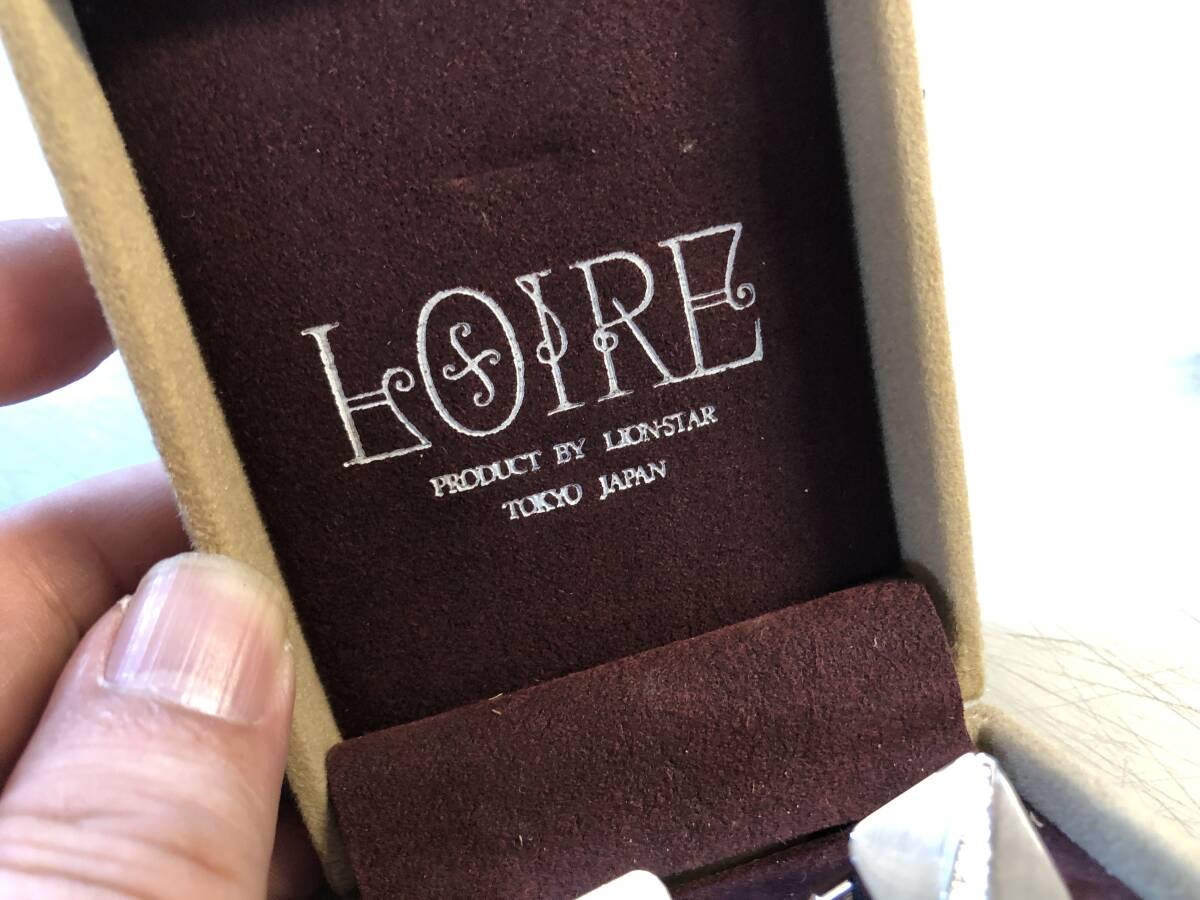 LOIRE
PRODUCT BY LION-STAR
TOKYO JAPAN